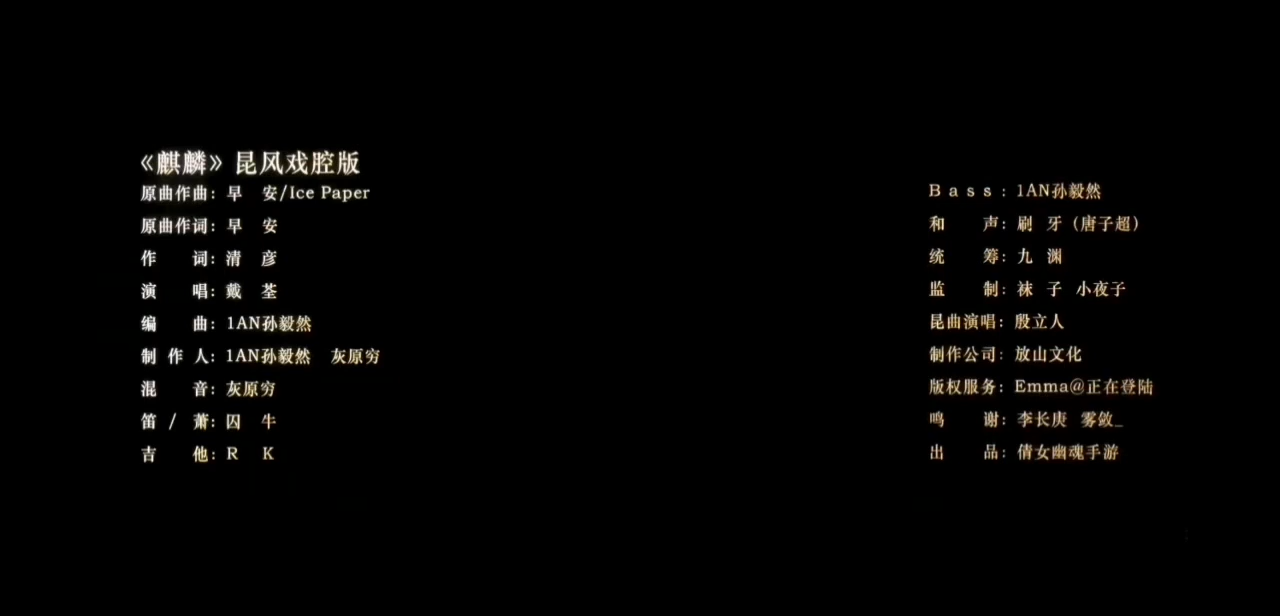 《麒麟》昆风戏腔版
原曲作曲：早 安/Ice Paper
原曲作词：早 安
作 词：清 彦
演 唱：戴 荃
编 曲：1AN孙毅然
制 作 人：1AN孙毅然 灰原穷
混 音：灰原穷
笛 / 萧：囚 牛
吉 他：R K
B a s s：1AN孙毅然
和 声：刷 牙（唐子超）
统 筹：九 渊
监 制：袜 子 小夜子
昆曲演唱：殷立人
制作公司：放山文化
版权服务：Emma@正在登陆
鸣 谢：李长庚 雾敛_
出 品：倩女幽魂手游